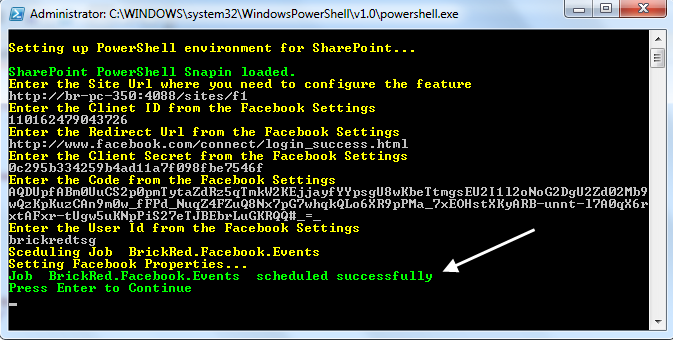 Administrator: C:\WINDOWS\system32\WindowsPowerShell\v1.0\powershell.exe
Setting up PowerShell environment for SharePoint...
SharePoint PowerShell Snapin loaded.
Enter the Site Url where you need to configure the feature
http://br-pc-350:4088/sites/f1
Enter the Clinet ID from the Facebook Settings
110162479043726
Enter the Redirect Url from the Facebook Settings
http://www.facebook.com/connect/login_success.html
Enter the Client Secret from the Facebook Settings
0c295b334259b4ad11a7f098fbe7546f
Enter the Code from the Facebook Settings
AQDUpfABm0UuCS2p0pmTytaZdRz5qTmkW2KEjjayfYYpsgU8wKbeTtmgsEU2I1l2oNoG2DgU2Zd02Mb9
wQzKpKuzCAn9m0w_fFPd_NuqZ4FZuQ8Nx7pG7whqkQLo6XR9pPMa_7xEOHstXKyARB-unnt-17A0qX6r
xtAFxr-tUgw5uKNpPiS27eTJBEbrLuGKRQQ#_=_
Enter the User Id from the Facebook Settings
brickredtsg
Sceduling Job  BrickRed.Facebook.Events
Setting Facebook Properties...
Job  BrickRed.Facebook.Events  scheduled successfully
Press Enter to Continue